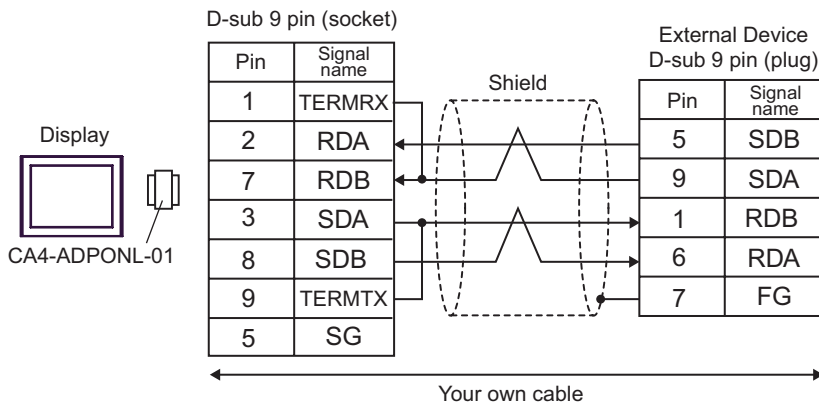 D-sub 9 pin (socket)
Pin Signal name
1 TERMRX
2 RDA
7 RDB
3 SDA
8 SDB
9 TERMTX
5 SG
Display
CA4-ADPONL-01
Shield
External Device
D-sub 9 pin (plug)
Pin Signal name
5 SDB
9 SDA
1 RDB
6 RDA
7 FG
Your own cable